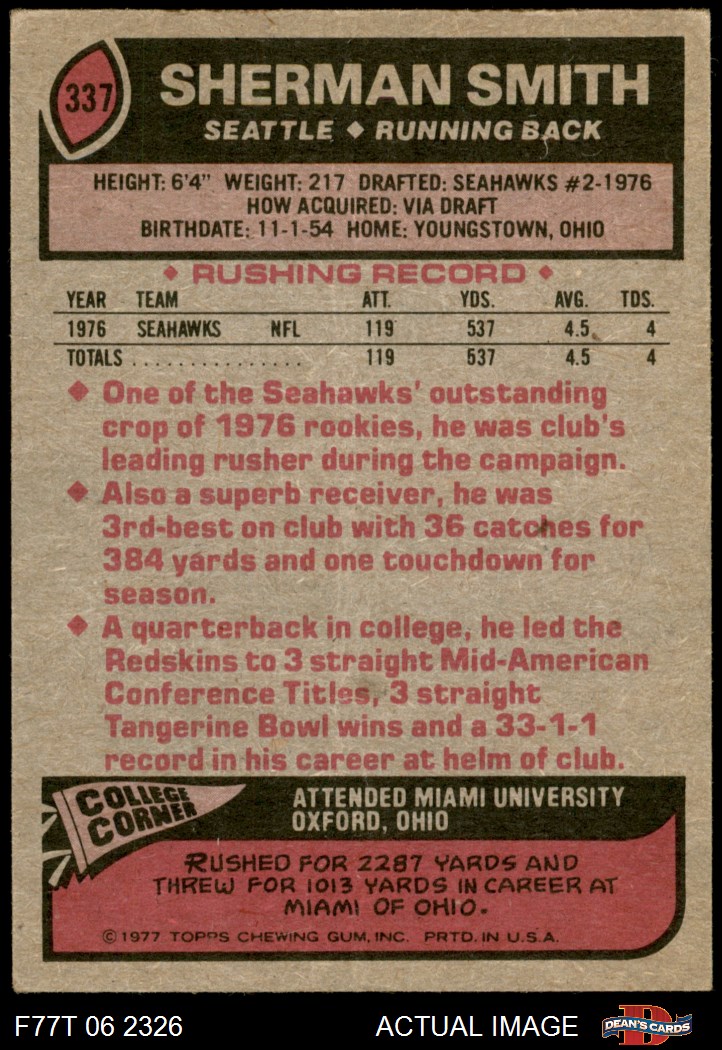 337
SHERMAN SMITH
SEATTLE ◆ RUNNING BACK
HEIGHT: 6'4" WEIGHT: 217 DRAFTED: SEAHAWKS #2-1976
HOW ACQUIRED: VIA DRAFT
BIRTHDATE: 11-1-54 HOME: YOUNGSTOWN, OHIO
◆ RUSHING RECORD ◆
YEAR TEAM ATT. YDS. AVG. TDS.
1976 SEAHAWKS NFL 119 537 4.5 4
TOTALS . . . . . . . . . . . . . . . 119 537 4.5 4
◆ One of the Seahawks' outstanding
crop of 1976 rookies, he was club's
leading rusher during the campaign.
◆ Also a superb receiver, he was
3rd-best on club with 36 catches for
384 yards and one touchdown for
season.
◆ A quarterback in college, he led the
Redskins to 3 straight Mid-American
Conference Titles, 3 straight
Tangerine Bowl wins and a 33-1-1
record in his career at helm of club.
COLLEGE
CORNER
ATTENDED MIAMI UNIVERSITY
OXFORD, OHIO
RUSHED FOR 2287 YARDS AND
THREW FOR 1013 YARDS IN CAREER AT
MIAMI OF OHIO.
© 1977 TOPPS CHEWING GUM, INC. PRTD. IN U.S.A.
F77T 06 2326 ACTUAL IMAGE
D
DEAN'S CARDS